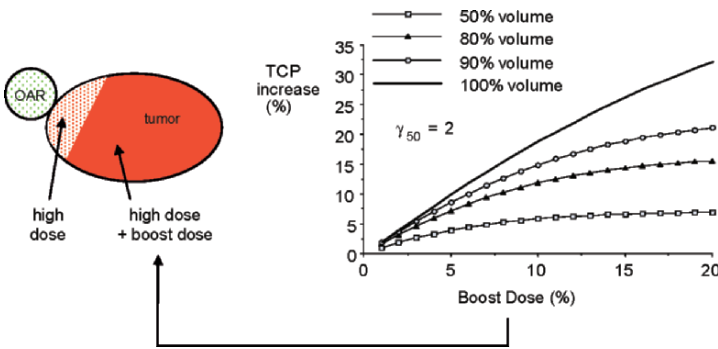 OAR
tumor
high
dose
high dose
+ boost dose
50% volume
80% volume
90% volume
100% volume
TCP
increase
(%)
γ50 = 2
35
30
25
20
15
10
5
0
0 5 10 15 20
Boost Dose (%)